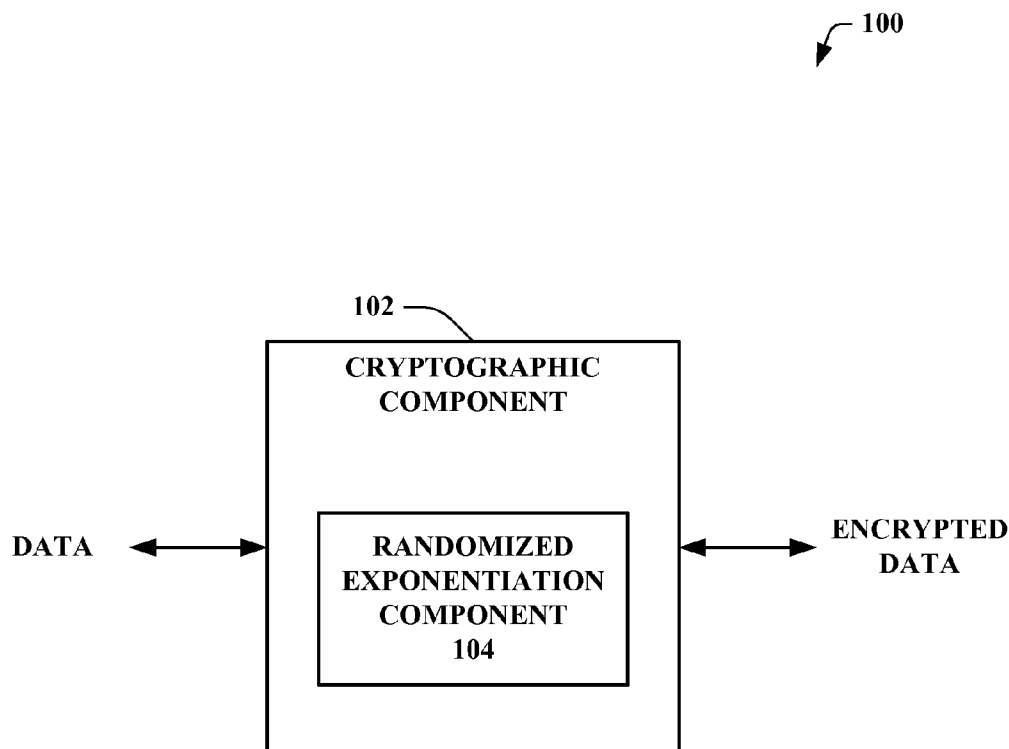 100
102
CRYPTOGRAPHIC
COMPONENT
DATA
RANDOMIZED
EXPONENTIATION
COMPONENT
104
ENCRYPTED
DATA